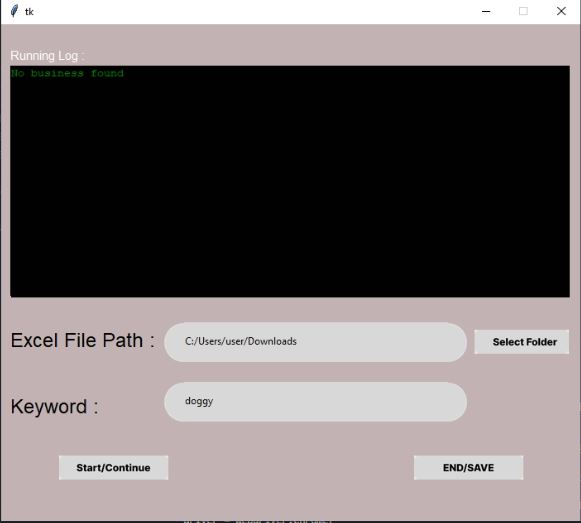 tk
Running Log :
No business found
Excel File Path :
C:/Users/user/Downloads
Select Folder
Keyword :
doggy
Start/Continue
END/SAVE